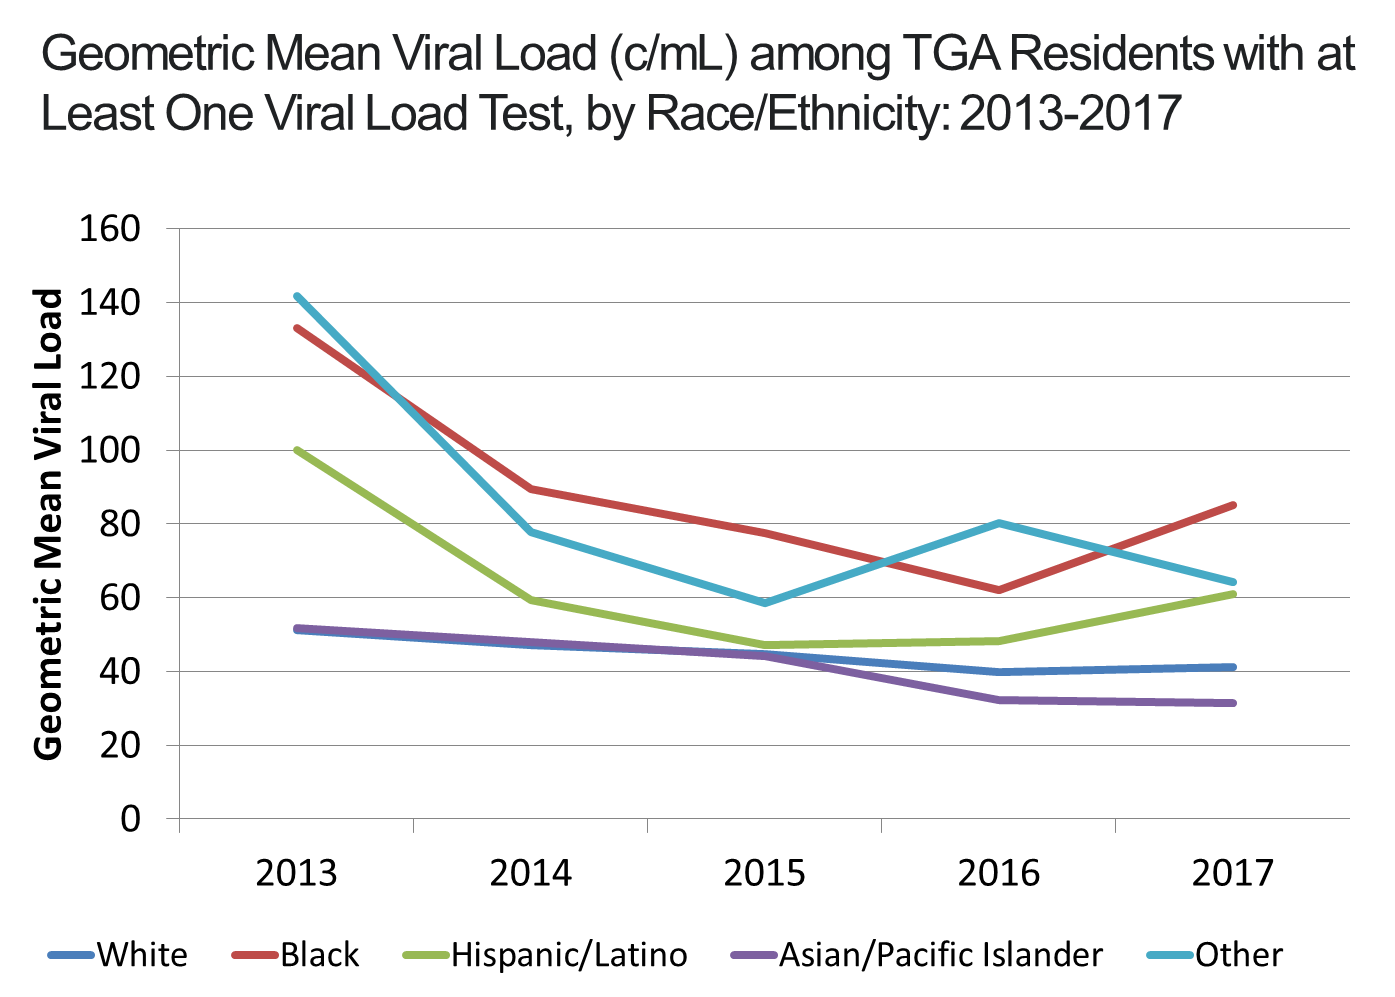 Geometric Mean Viral Load (c/mL) among TGA Residents with at
Least One Viral Load Test, by Race/Ethnicity: 2013-2017
Geometric Mean Viral Load
160
140
120
100
80
60
40
20
0
2013 2014 2015 2016 2017
White Black Hispanic/Latino Asian/Pacific Islander Other